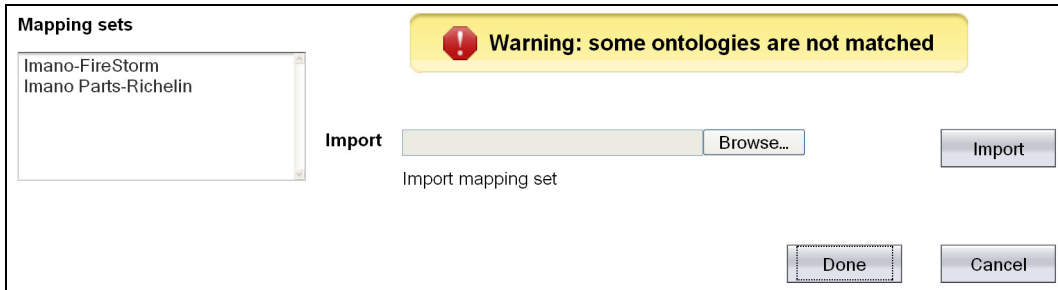 Mapping sets
Warning: some ontologies are not matched
Imano-FireStorm
Imano Parts-Richelin
Import
Browse...
Import
Import mapping set
Done
Cancel